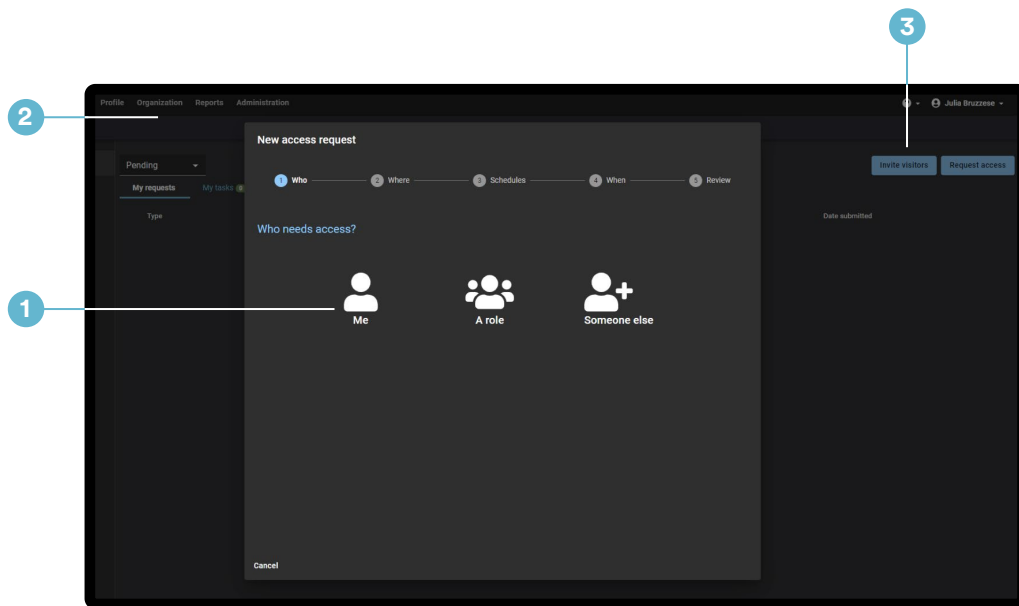 3
2
Profile Organization Reports Administration
Julia Bruzzese
New access request
Pending
Invite visitors Request access
1 Who 2 Where 3 Schedules 4 When 5 Review
My requests My tasks
Type Date submitted
Who needs access?
1
Me A role Someone else
Cancel